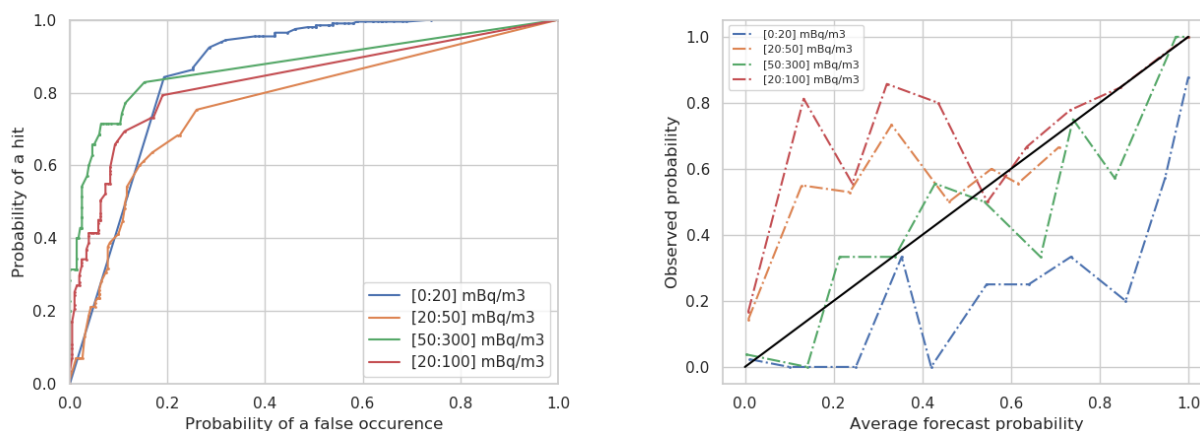 1.0
0.8
0.6
0.4
0.2
0.0
Probability of a hit
[0:20] mBq/m3
[20:50] mBq/m3
[50:300] mBq/m3
[20:100] mBq/m3
0.0 0.2 0.4 0.6 0.8 1.0
Probability of a false occurence
[0:20] mBq/m3
[20:50] mBq/m3
[50:300] mBq/m3
[20:100] mBq/m3
1.0
0.8
0.6
0.4
0.2
0.0
Observed probability
0.0 0.2 0.4 0.6 0.8 1.0
Average forecast probability